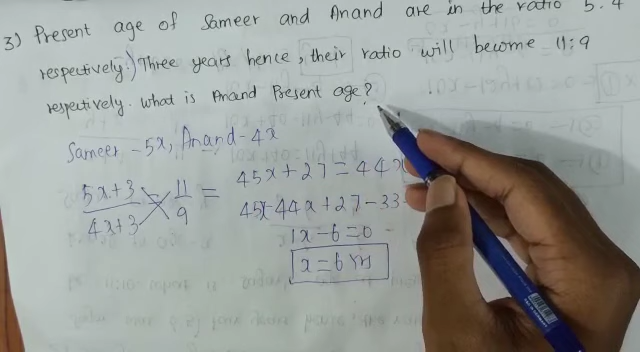 3) Present age of Sameer and Anand are in the ratio 5:4
respectively. Three years hence, their ratio will become 11:9
respectively. What is Anand Present age?
Sameer - 5x, Anand - 4x
5x+3/4x+3 = 11/9 = 45x+27 = 44x
45x-44x+27-33
1x-6=0
x=6 yrs